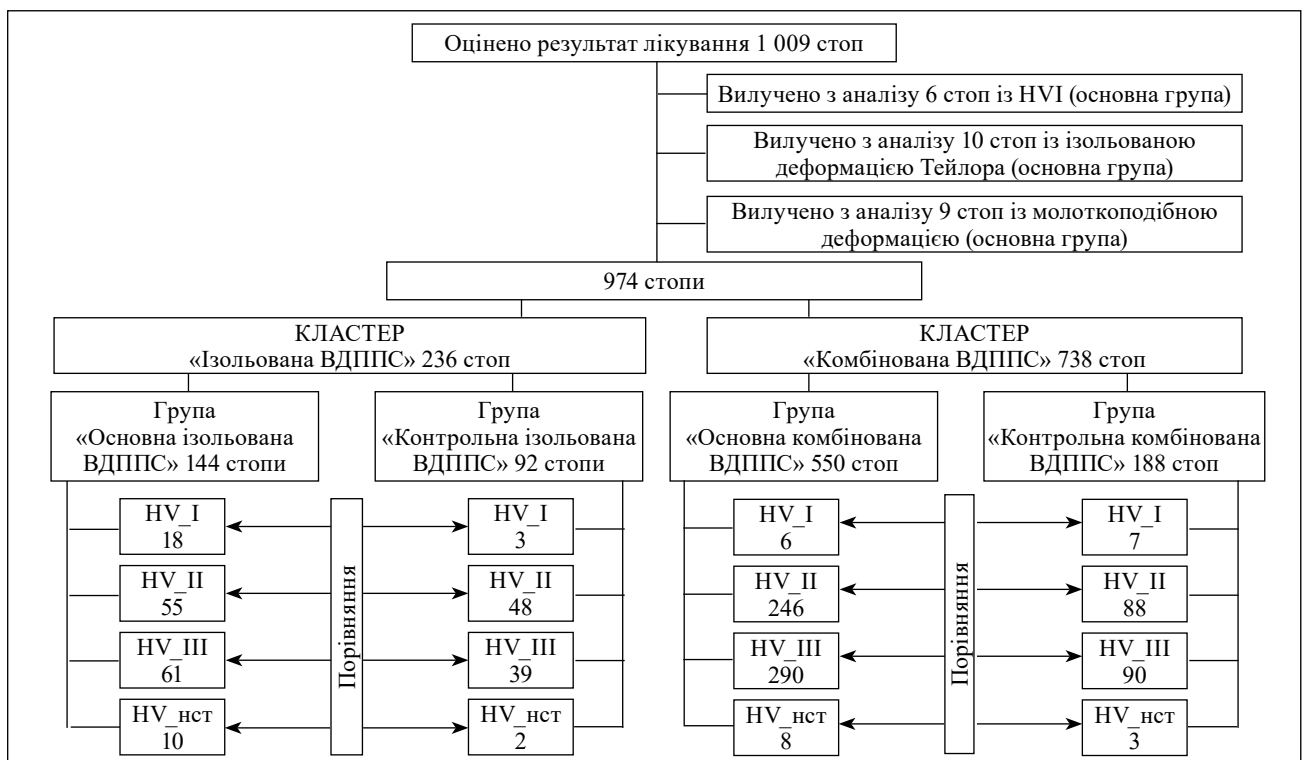 Оцінено результат лікування 1 009 стоп
Вилучено з аналізу 6 стоп із HVI (основна група)
Вилучено з аналізу 10 стоп із ізольованою
деформацією Тейлора (основна група)
Вилучено з аналізу 9 стоп із молоткоподібною
деформацією (основна група)
974 стопи
КЛАСТЕР
«Ізольована ВДППС» 236 стоп
КЛАСТЕР
«Комбінована ВДППС» 738 стоп
Група
«Основна ізольована
ВДППС» 144 стопи
Група
«Контрольна ізольована
ВДППС» 92 стопи
Група
«Основна комбінована
ВДППС» 550 стоп
Група
«Контрольна комбінована
ВДППС» 188 стоп
HV_I
18
HV_II
55
HV_III
61
HV_нст
10
Порівняння
HV_I
3
HV_II
48
HV_III
39
HV_нст
2
HV_I
6
HV_II
246
HV_III
290
HV_нст
8
Порівняння
HV_I
7
HV_II
88
HV_III
90
HV_нст
3